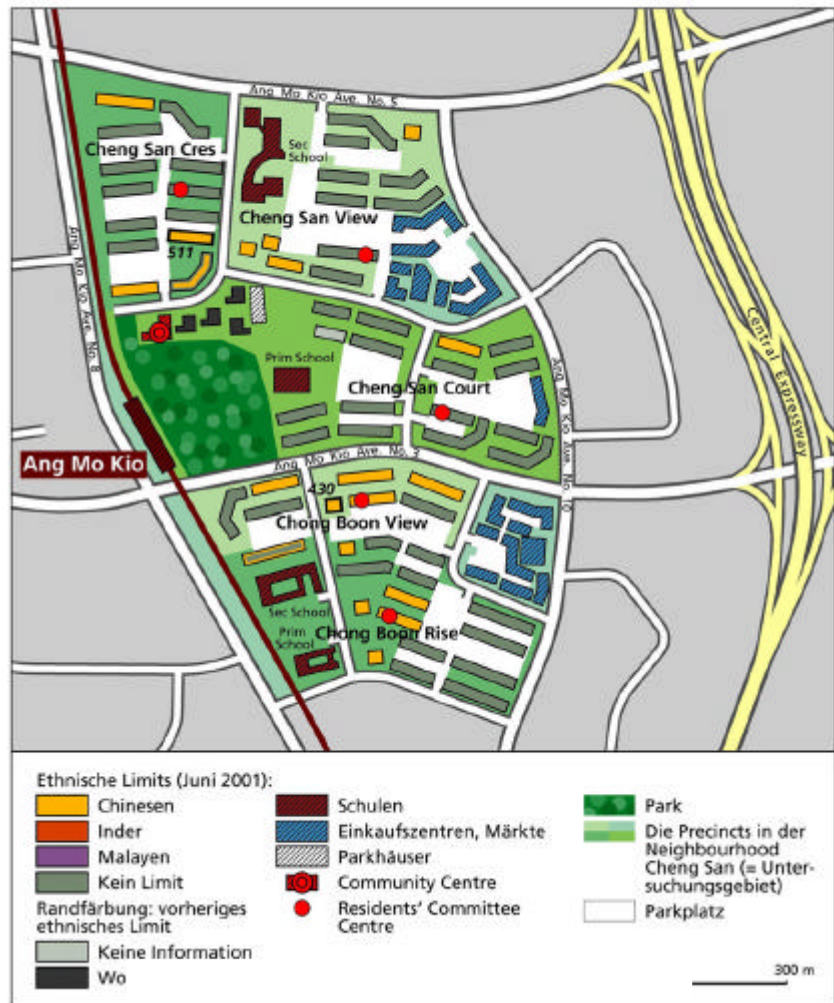 Ang Mo Kio Ave. No. 5
Cheng San Cres
Sec
School
Cheng San View
511
Ang Mo Kio Ave. No. 8
Central Expressway
Prim School
Cheng San Court
Ang Mo Kio Ave. No. 10
Ang Mo Kio
Ang Mo Kio Ave. No. 3
430
Chong Boon View
Sec School
Prim
School
Chong Boon Rise
Ethnische Limits (Juni 2001):
Chinesen
Inder
Malayen
Kein Limit
Randfärbung: vorheriges
ethnisches Limit
Keine Information
Wo
Schulen
Einkaufszentren, Märkte
Parkhäuser
Community Centre
Residents' Committee
Centre
Park
Die Precincts in der
Neighbourhood
Cheng San (= Unter-
suchungsgebiet)
Parkplatz
300 m